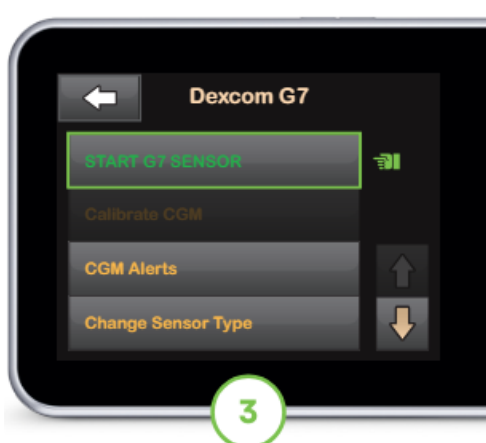 Dexcom G7
START G7 SENSOR
Calibrate CGM
CGM Alerts
Change Sensor Type
3